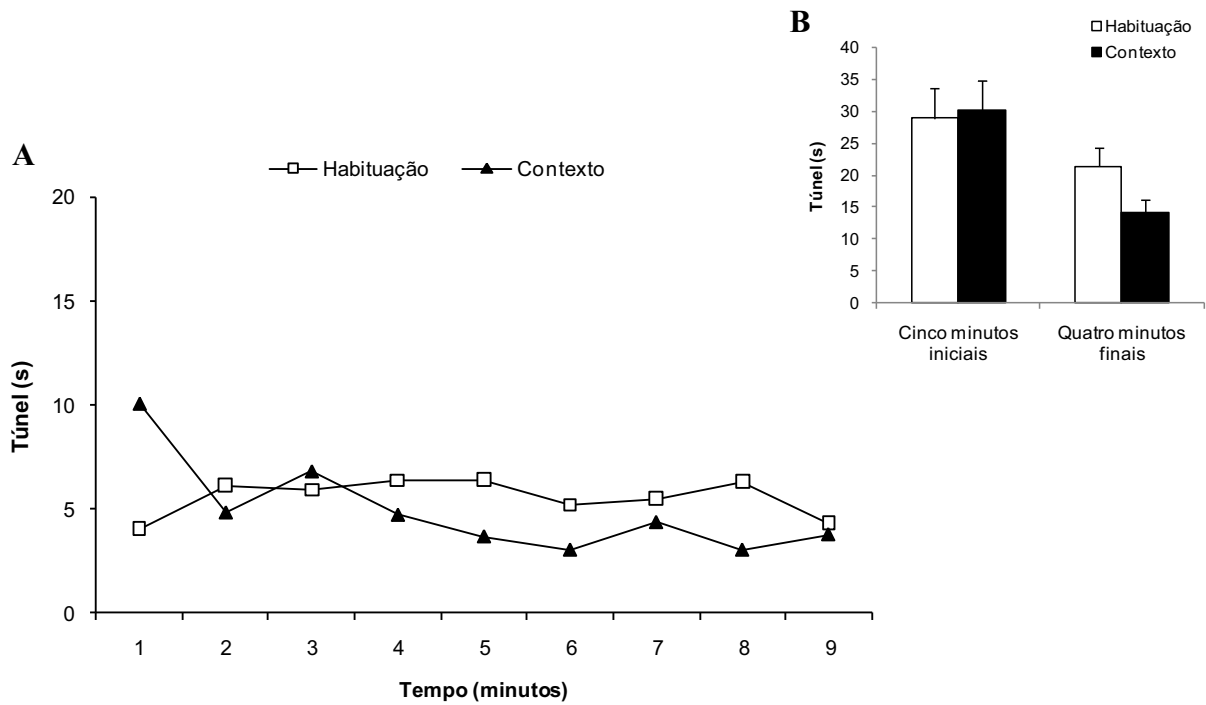 A
Habituação
Contexto
Túnel (s)
20
15
10
5
0
1 2 3 4 5 6 7 8 9
Tempo (minutos)
B
Habituação
Contexto
Túnel (s)
40
35
30
25
20
15
10
5
0
Cinco minutos
iniciais
Quatro minutos
finais